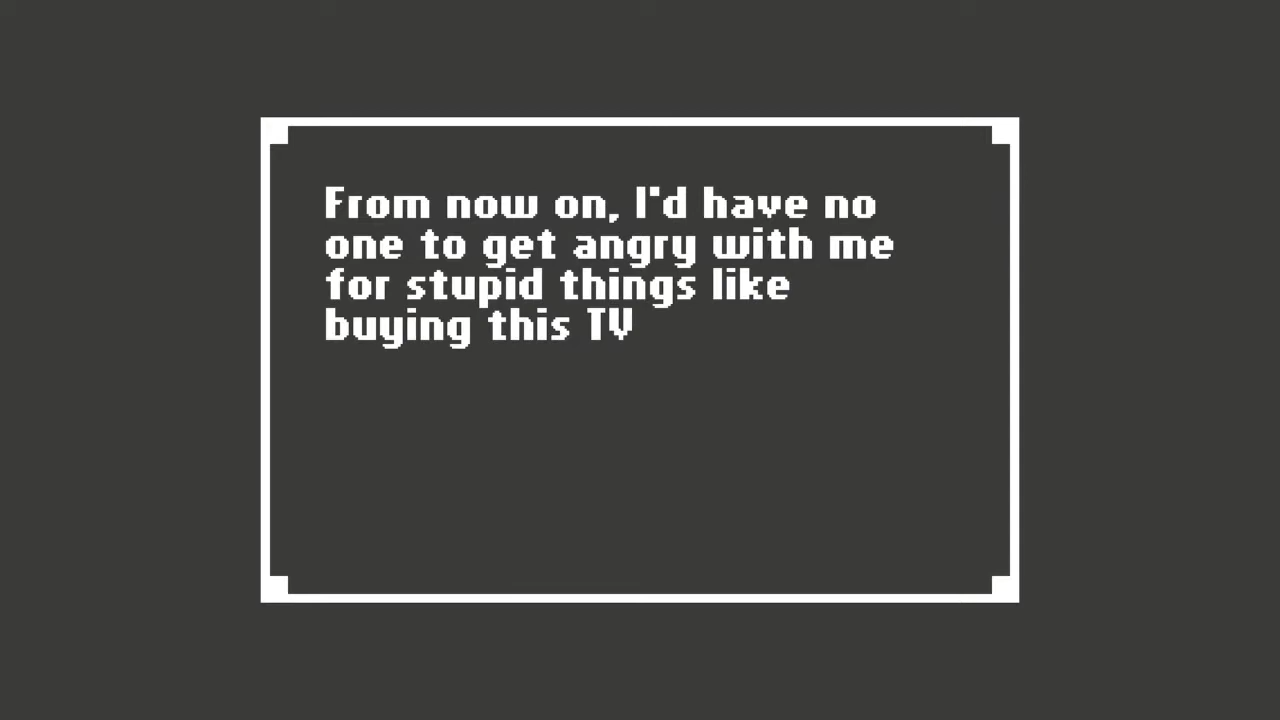 From now on, I'd have no
one to get angry with me
for stupid things like
buying this TV